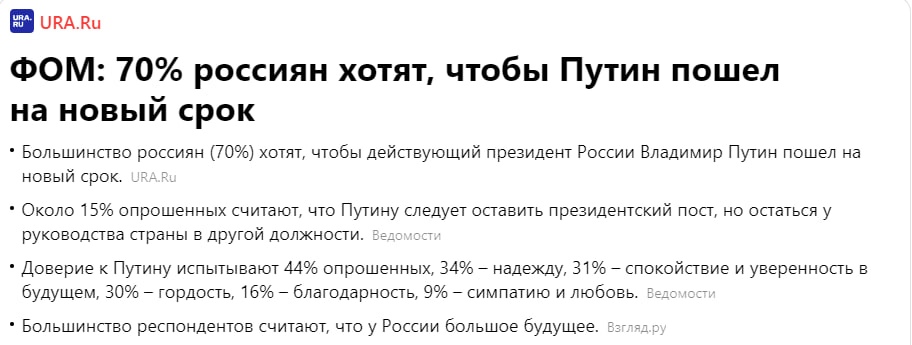 URA.
RU
URA.Ru
ФОМ: 70% россиян хотят, чтобы Путин пошел
на новый срок
• Большинство россиян (70%) хотят, чтобы действующий президент России Владимир Путин пошел на
новый срок. URA.Ru
• Около 15% опрошенных считают, что Путину следует оставить президентский пост, но остаться у
руководства страны в другой должности. Ведомости
• Доверие к Путину испытывают 44% опрошенных, 34% – надежду, 31% – спокойствие и уверенность в
будущем, 30% – гордость, 16% – благодарность, 9% – симпатию и любовь. Ведомости
• Большинство респондентов считают, что у России большое будущее. Взгляд.ру